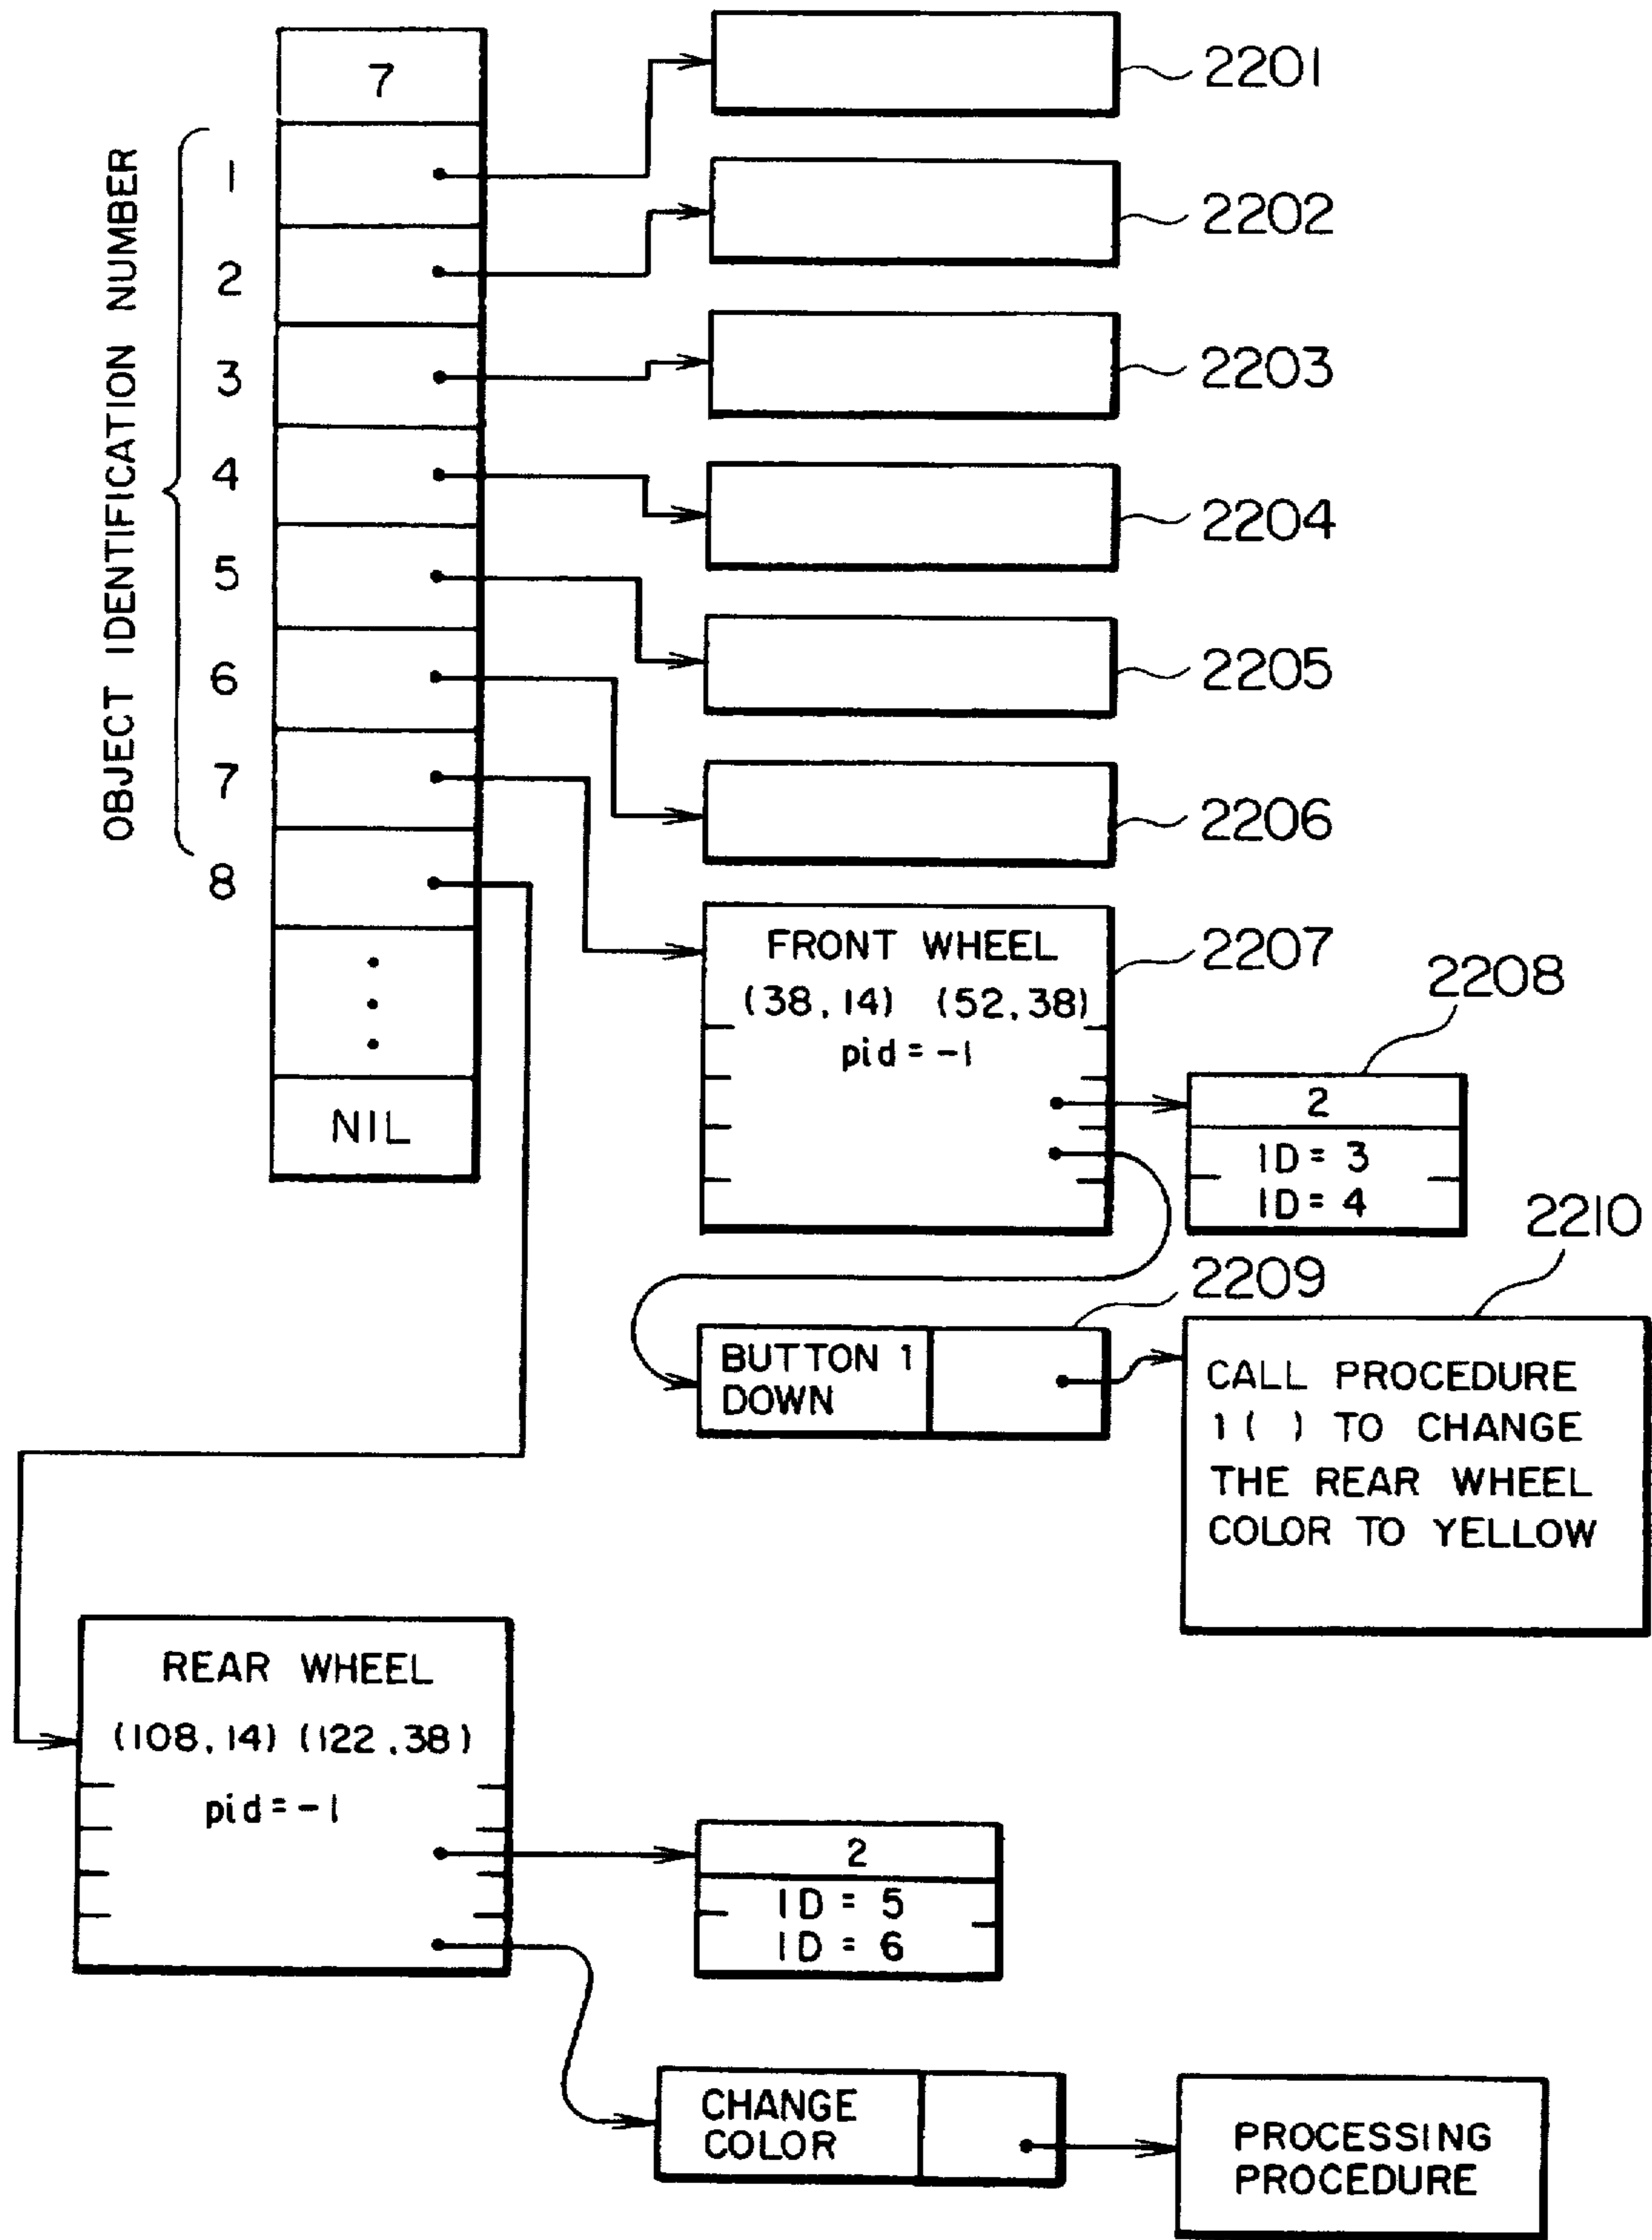 7
OBJECT IDENTIFICATION NUMBER
1
2
3
4
5
6
7
8
NIL
2201
2202
2203
2204
2205
2206
FRONT WHEEL
(38,14) (52,38)
pid = -1
2207
2208
2
ID = 3
ID = 4
2209
BUTTON 1
DOWN
2210
CALL PROCEDURE
1 ( ) TO CHANGE
THE REAR WHEEL
COLOR TO YELLOW
REAR WHEEL
(108,14) (122,38)
pid = -1
2
ID = 5
ID = 6
CHANGE
COLOR
PROCESSING
PROCEDURE